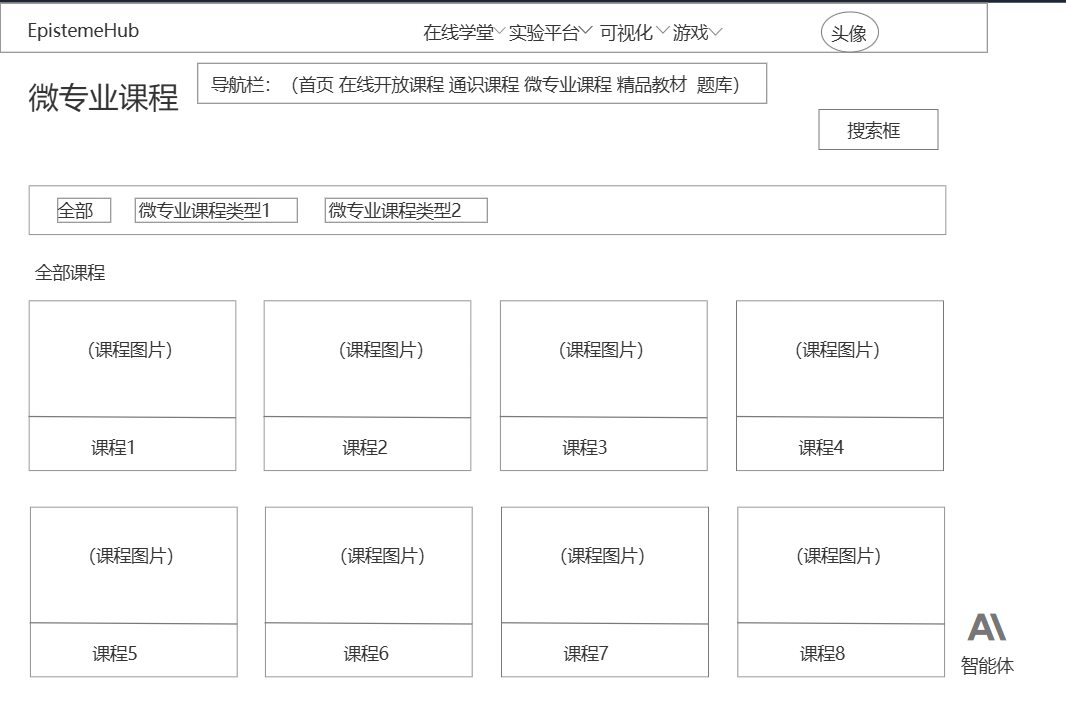 EpistemeHub 在线学堂 实验平台 可视化 游戏 头像
微专业课程
导航栏：（首页 在线开放课程 通识课程 微专业课程 精品教材 题库）
搜索框
全部 微专业课程类型1 微专业课程类型2
全部课程
(课程图片) (课程图片) (课程图片) (课程图片)
课程1 课程2 课程3 课程4
(课程图片) (课程图片) (课程图片) (课程图片)
课程5 课程6 课程7 课程8
AI
智能体